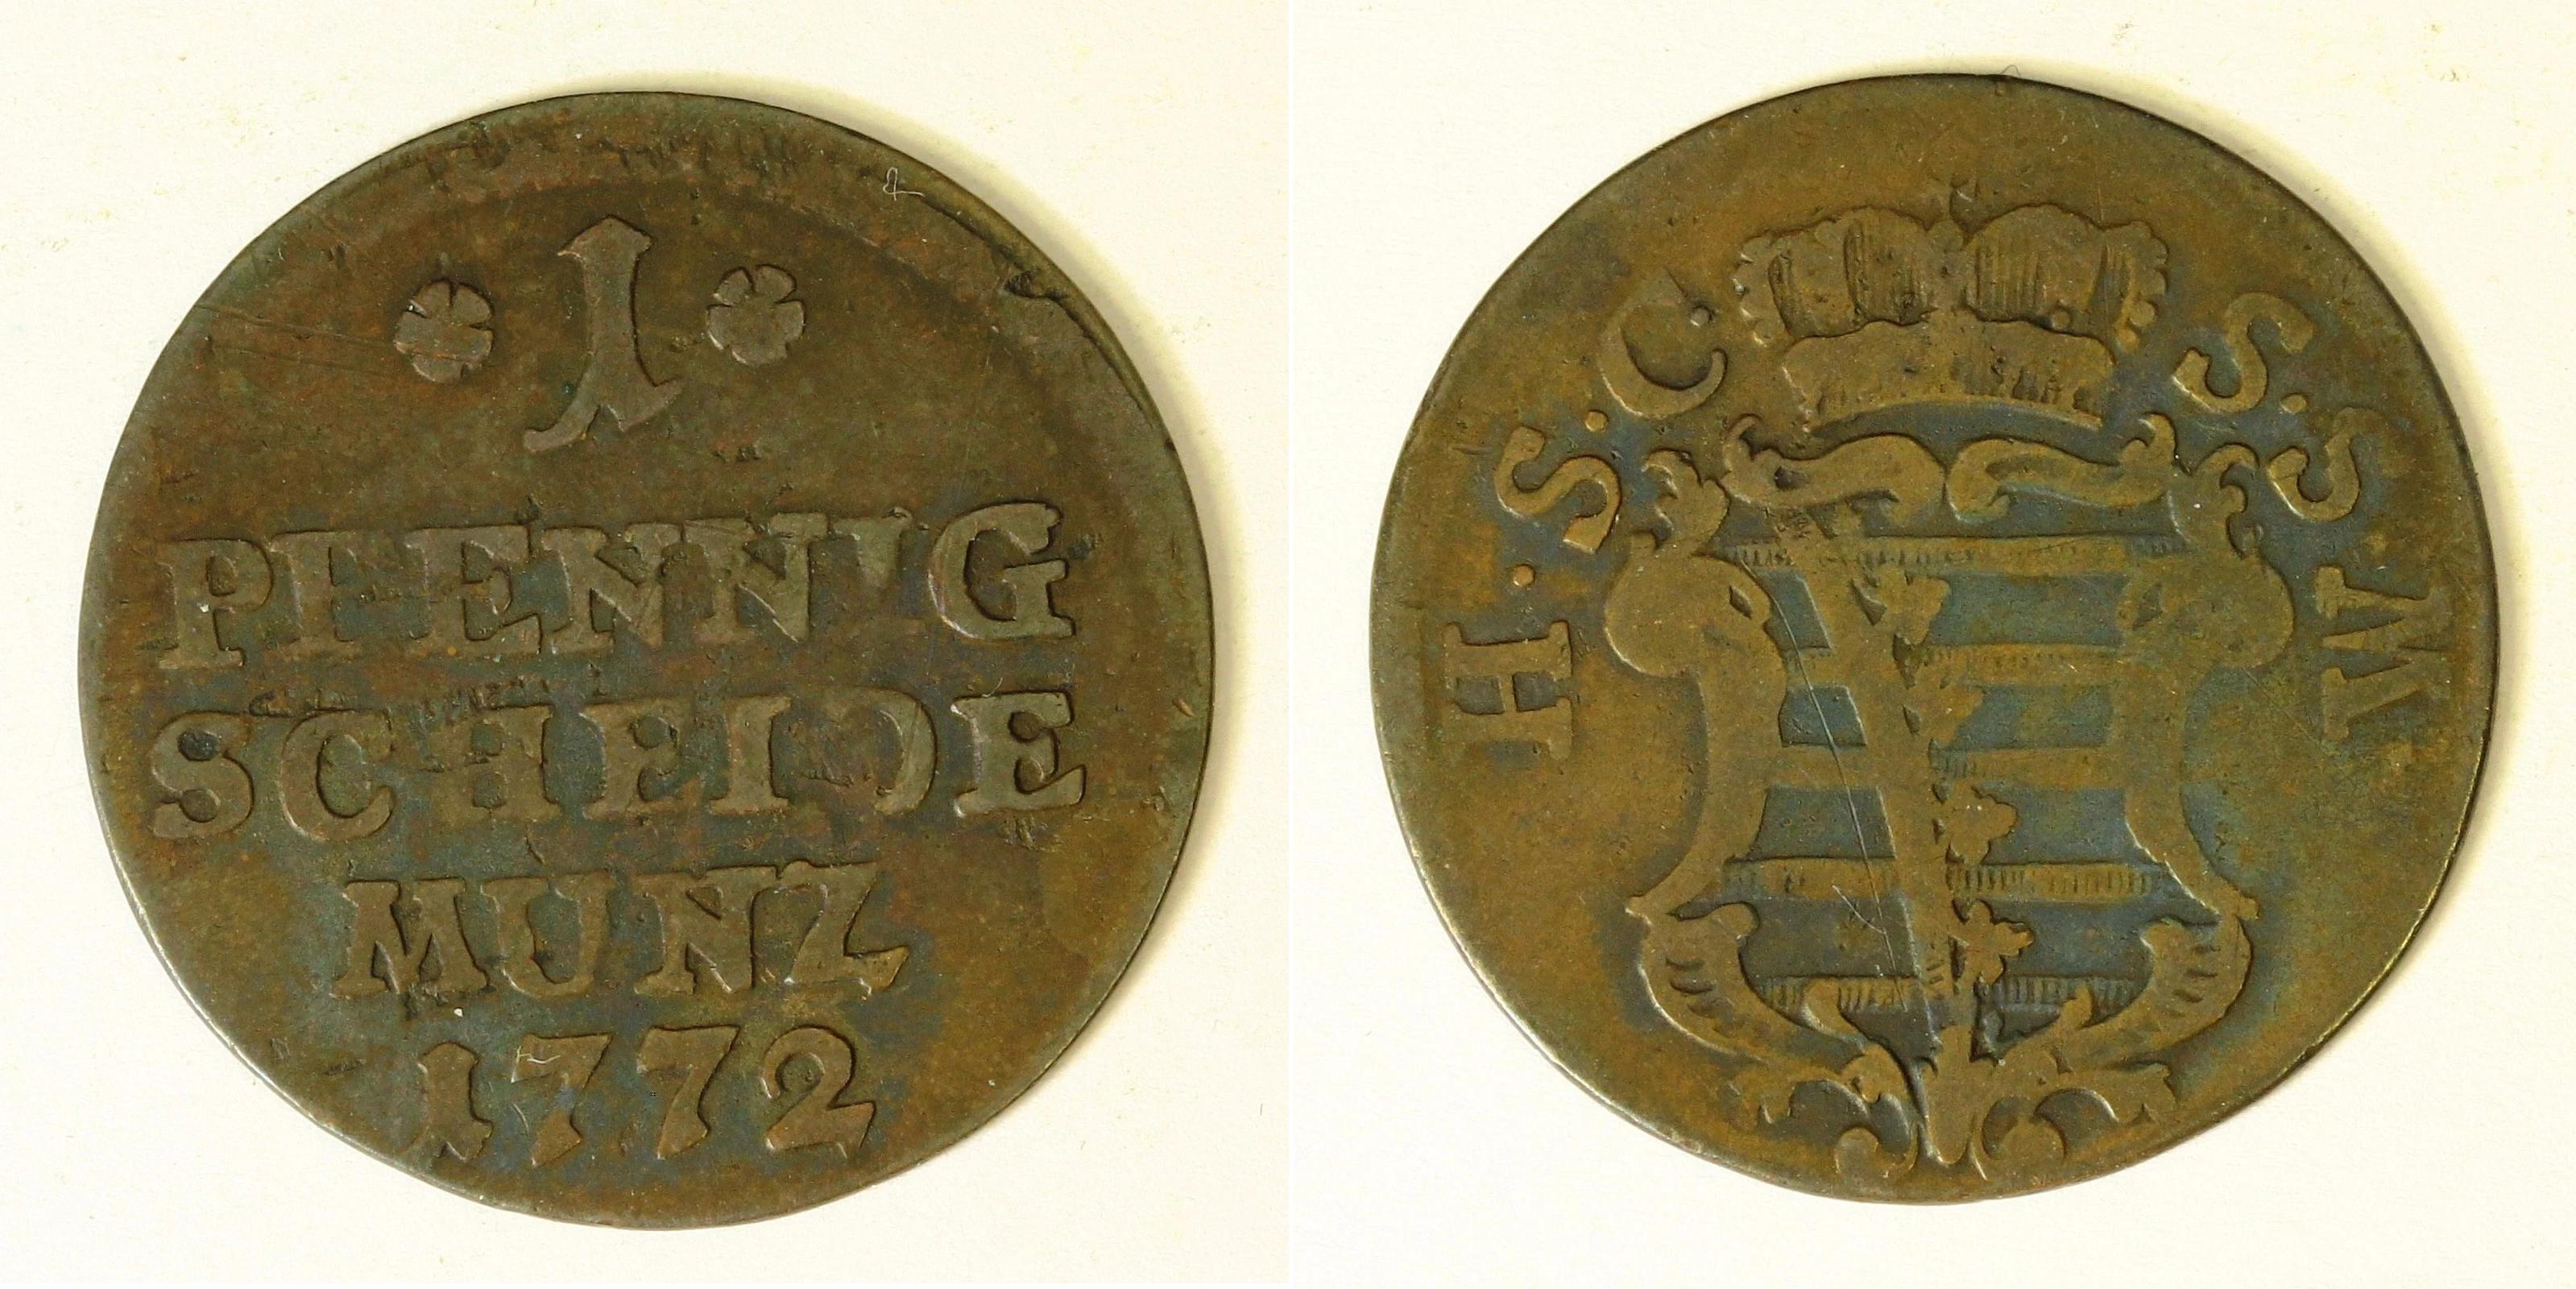 1
PFENNIG
SCHEIDE
MUNZ
1772
H.S.C. S.S.M.